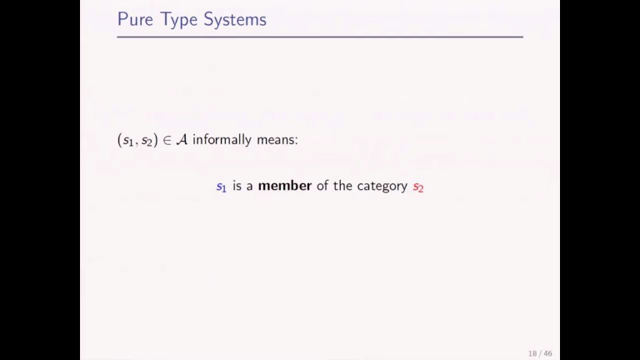 Pure Type Systems
(s₁, s₂) ∈ 𝒜 informally means:
s₁ is a member of the category s₂
18 / 46